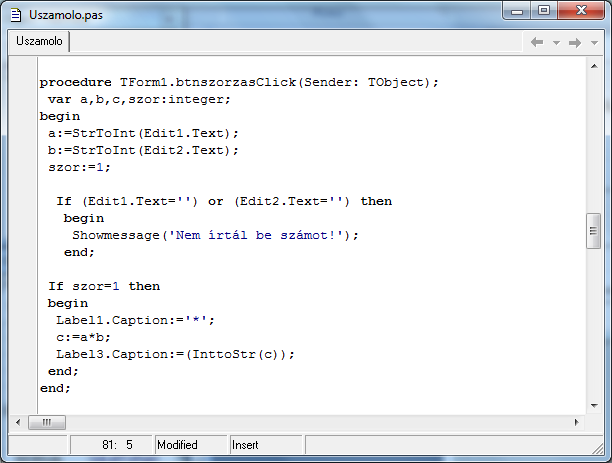 Uszamolo.pas
Uszamolo
procedure TForm1.btnszorzasClick(Sender: TObject);
var a,b,c,szor:integer;
begin
a:=StrToInt(Edit1.Text);
b:=StrToInt(Edit2.Text);
szor:=1;
If (Edit1.Text='') or (Edit2.Text='') then
begin
Showmessage('Nem írtál be számot!');
end;
If szor=1 then
begin
Label1.Caption:='*';
c:=a*b;
Label3.Caption:=(InttoStr(c));
end;
end;
81: 5 Modified Insert